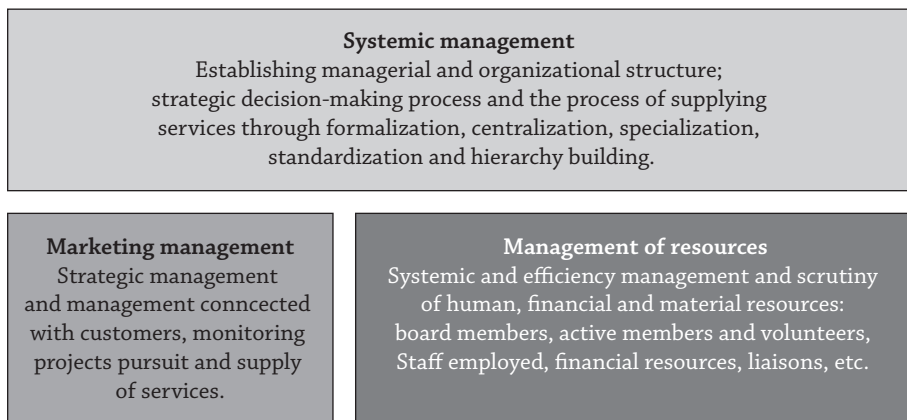 Systemic management
Establishing managerial and organizational structure;
strategic decision-making process and the process of supplying
services through formalization, centralization, specialization,
standardization and hierarchy building.
Marketing management
Strategic management
and management conncected
with customers, monitoring
projects pursuit and supply
of services.
Management of resources
Systemic and efficiency management and scrutiny
of human, financial and material resources:
board members, active members and volunteers,
Staff employed, financial resources, liaisons, etc.